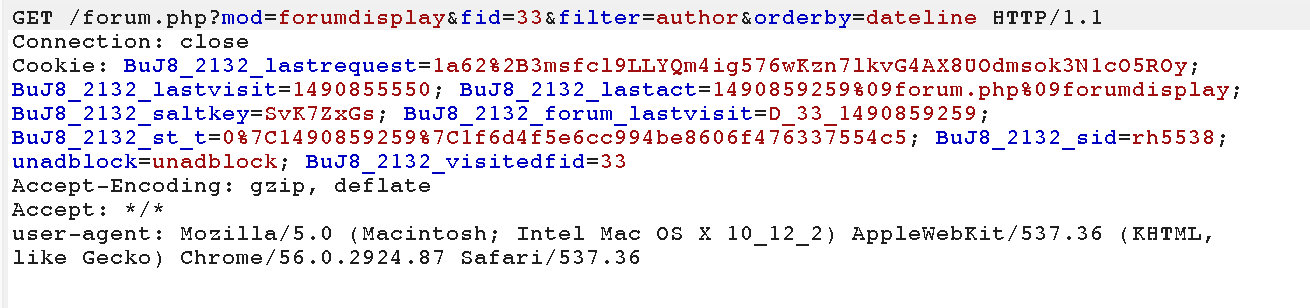 GET /forum.php?mod=forumdisplay&fid=33&filter=author&orderby=dateline HTTP/1.1
Connection: close
Cookie: BuJ8_2132_lastrequest=1a62%2B3msfcl9LLYQm4ig576wKzn7lkvG4AX8UOdmsok3N1cO5ROy;
BuJ8_2132_lastvisit=1490855550; BuJ8_2132_lastact=1490859259%09forum.php%09forumdisplay;
BuJ8_2132_saltkey=SvK7ZxGs; BuJ8_2132_forum_lastvisit=D_33_1490859259;
BuJ8_2132_st_t=0%7C1490859259%7C1f6d4f5e6cc994be8606f476337554c5; BuJ8_2132_sid=rh5538;
unadblock=unadblock; BuJ8_2132_visitedfid=33
Accept-Encoding: gzip, deflate
Accept: */*
user-agent: Mozilla/5.0 (Macintosh; Intel Mac OS X 10_12_2) AppleWebKit/537.36 (KHTML,
like Gecko) Chrome/56.0.2924.87 Safari/537.36